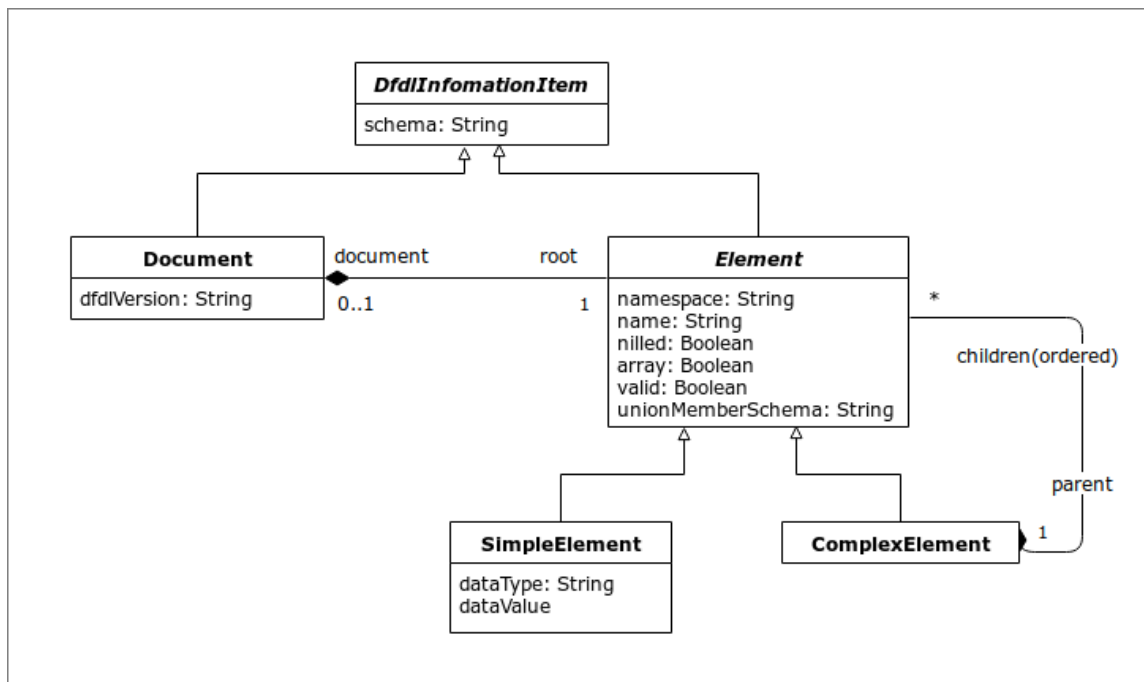 DfdlInfomationItem
schema: String
Document
dfdlVersion: String
document
root
0..1
1
Element
namespace: String
name: String
nilled: Boolean
array: Boolean
valid: Boolean
unionMemberSchema: String
*
children(ordered)
parent
1
SimpleElement
dataType: String
dataValue
ComplexElement